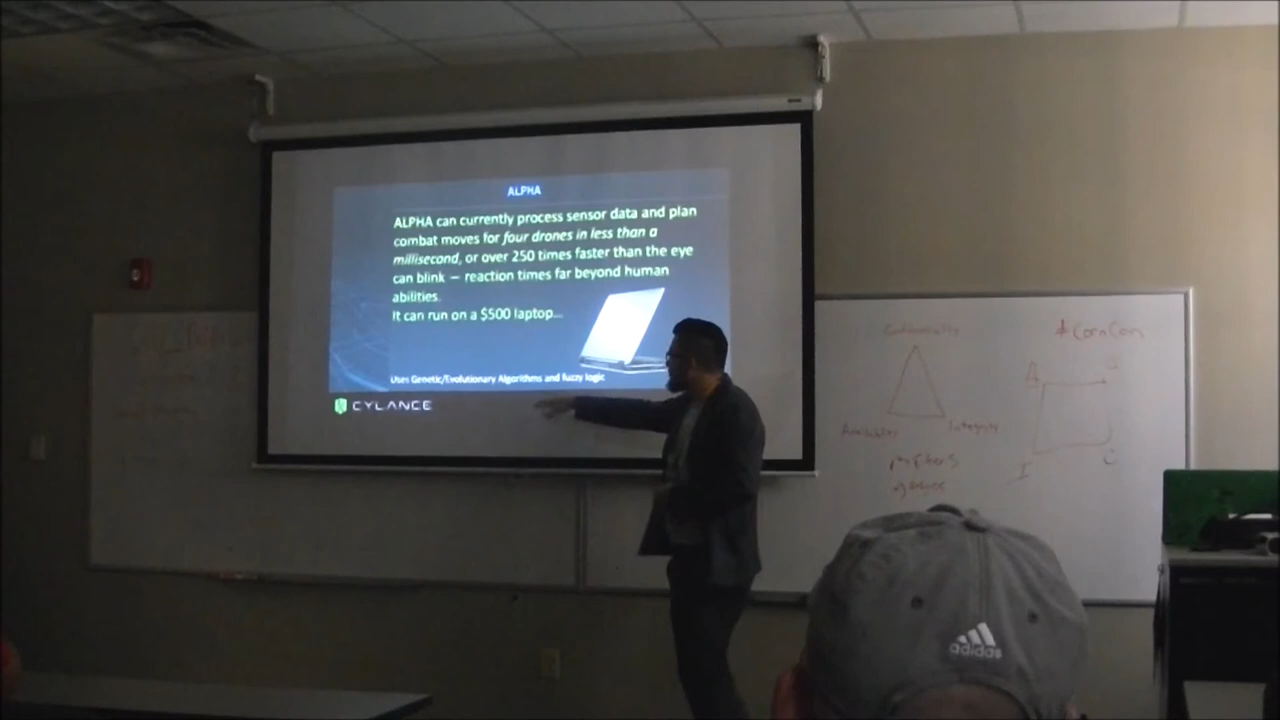 ALPHA
ALPHA can currently process sensor data and plan
combat moves for four drones in less than a
millisecond, or over 250 times faster than the eye
can blink — reaction times far beyond human
abilities.
It can run on a $500 laptop...
Uses Genetic/Evolutionary Algorithms and fuzzy logic
CYLANCE
#CornCon
A
Integrity
I
adidas